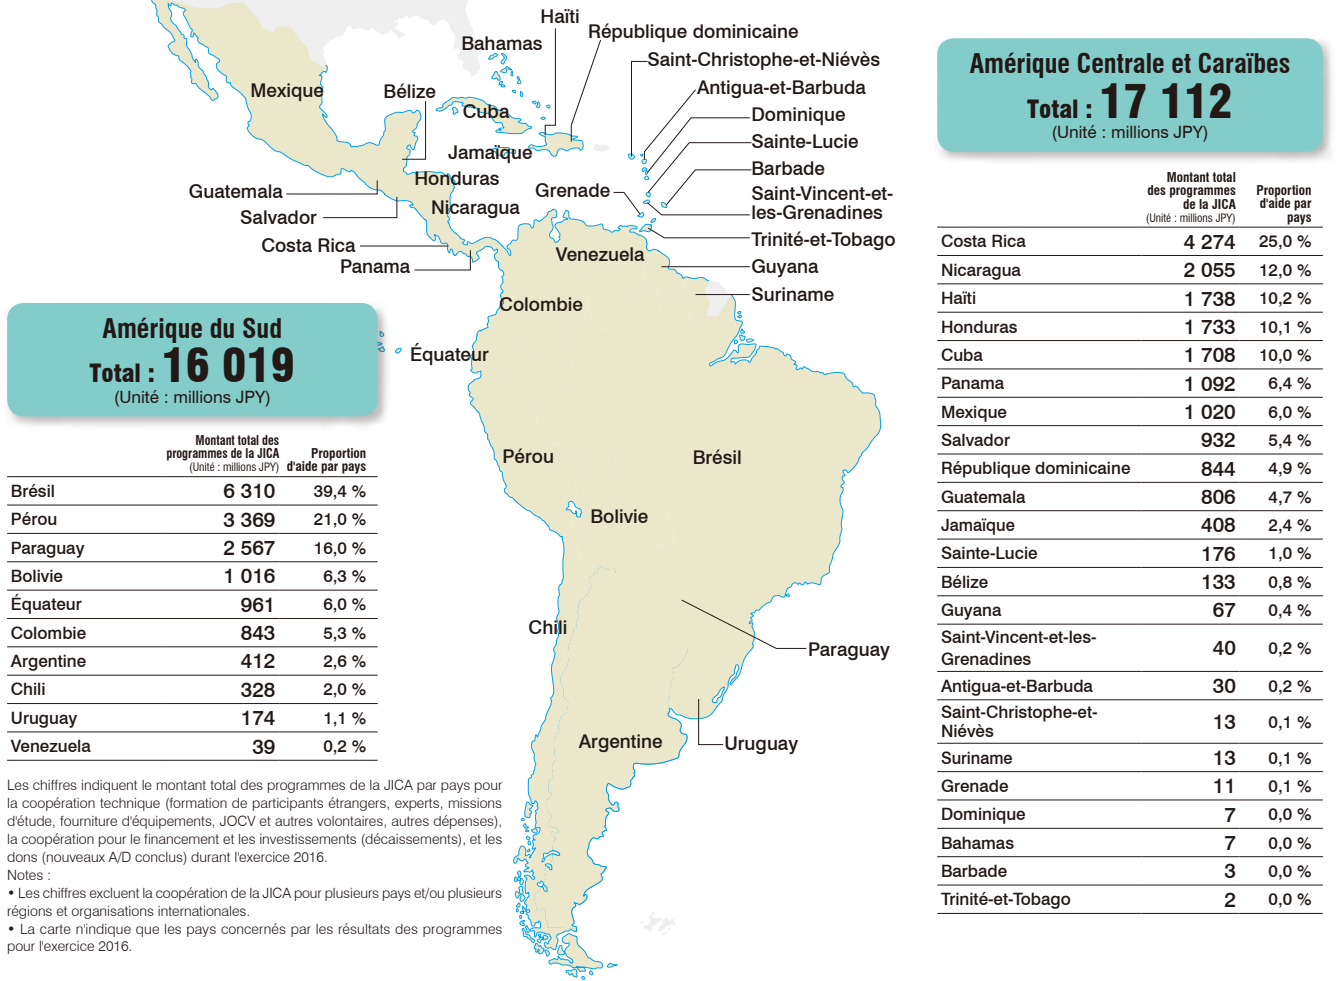 Haïti
République dominicaine
Bahamas
Saint-Christophe-et-Niévès
Antigua-et-Barbuda
Mexique
Bélize
Cuba
Dominique
Sainte-Lucie
Jamaïque
Barbade
Honduras
Guatemala
Grenade
Saint-Vincent-et-
les-Grenadines
Salvador
Nicaragua
Trinité-et-Tobago
Costa Rica
Venezuela
Panama
Guyana
Suriname
Colombie
Équateur
Pérou
Brésil
Bolivie
Chili
Paraguay
Argentine
Uruguay
Amérique du Sud
Total : 16 019
(Unité : millions JPY)
Montant total des
programmes de la JICA
(Unité : millions JPY)
Proportion
d'aide par pays
Brésil 6 310 39,4 %
Pérou 3 369 21,0 %
Paraguay 2 567 16,0 %
Bolivie 1 016 6,3 %
Équateur 961 6,0 %
Colombie 843 5,3 %
Argentine 412 2,6 %
Chili 328 2,0 %
Uruguay 174 1,1 %
Venezuela 39 0,2 %
Les chiffres indiquent le montant total des programmes de la JICA par pays pour
la coopération technique (formation de participants étrangers, experts, missions
d'étude, fourniture d'équipements, JOCV et autres volontaires, autres dépenses),
la coopération pour le financement et les investissements (décaissements), et les
dons (nouveaux A/D conclus) durant l'exercice 2016.
Notes :
• Les chiffres excluent la coopération de la JICA pour plusieurs pays et/ou plusieurs
régions et organisations internationales.
• La carte n'indique que les pays concernés par les résultats des programmes
pour l'exercice 2016.
Amérique Centrale et Caraïbes
Total : 17 112
(Unité : millions JPY)
Montant total
des programmes
de la JICA
(Unité : millions JPY)
Proportion
d'aide par
pays
Costa Rica 4 274 25,0 %
Nicaragua 2 055 12,0 %
Haïti 1 738 10,2 %
Honduras 1 733 10,1 %
Cuba 1 708 10,0 %
Panama 1 092 6,4 %
Mexique 1 020 6,0 %
Salvador 932 5,4 %
République dominicaine 844 4,9 %
Guatemala 806 4,7 %
Jamaïque 408 2,4 %
Sainte-Lucie 176 1,0 %
Bélize 133 0,8 %
Guyana 67 0,4 %
Saint-Vincent-et-les-
Grenadines 40 0,2 %
Antigua-et-Barbuda 30 0,2 %
Saint-Christophe-et-
Niévès 13 0,1 %
Suriname 13 0,1 %
Grenade 11 0,1 %
Dominique 7 0,0 %
Bahamas 7 0,0 %
Barbade 3 0,0 %
Trinité-et-Tobago 2 0,0 %